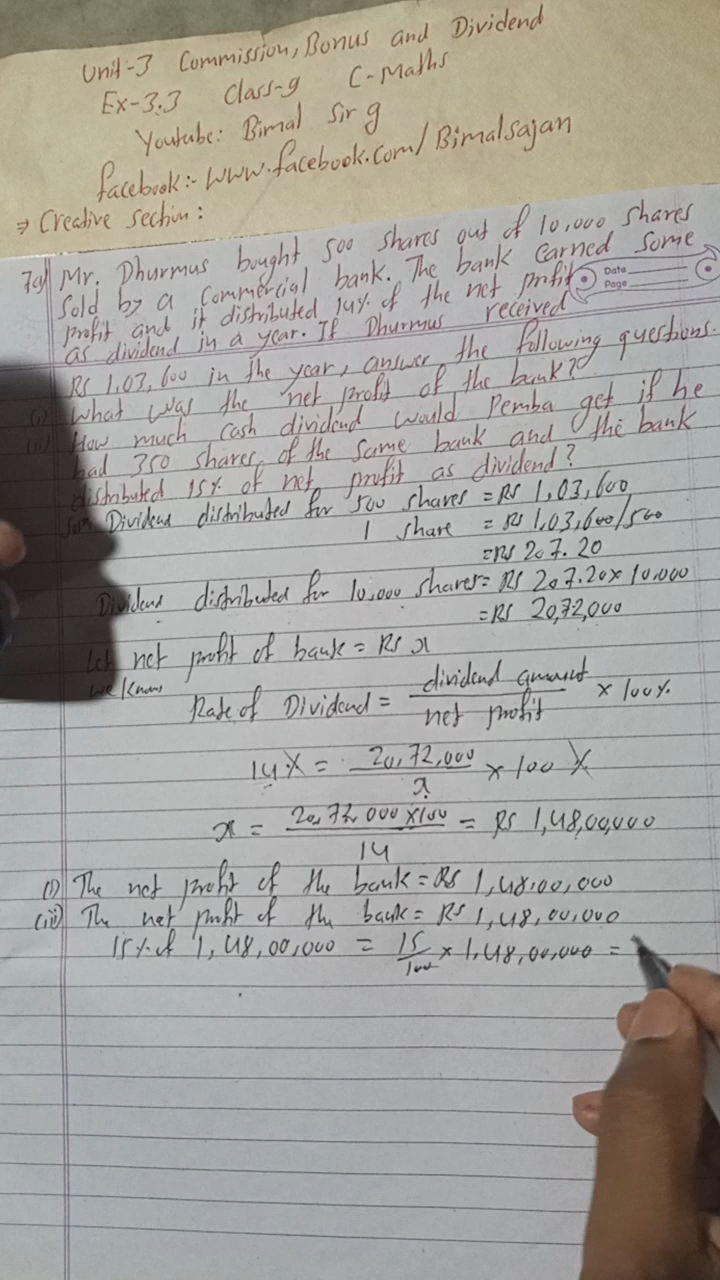 Unit-3 Commission, Bonus and Dividend
Ex-3.3 Class-9 C-Maths
Youtube: Bimal Sir g
facebook:- www.facebook.com/Bimalsajan
⇒ Creative section:
7a) Mr. Dhurmus bought 500 shares out of 10,000 shares
sold by a commercial bank. The bank earned some
profit and it distributed 14% of the net profit
Date
Page
as dividend in a year. If Dhurmus received
RS 1,03,600 in the year, answer the following questions.
(i) What was the net profit of the bank?
(ii) How much cash dividend would Pemba get if he
had 350 shares of the same bank and the bank
distributed 15% of net profit as dividend?
Soln Dividend distributed for 500 shares = RS 1,03,600
1 share = RS 1,03,600/500
= RS 207.20
Dividend distributed for 10,000 shares = RS 207.20 × 10,000
= RS 20,72,000
Let net profit of bank = RS x
we know
Rate of Dividend = dividend amount / net profit × 100%
14% = 20,72,000 / x × 100%
x = 20,72,000 × 100 / 14 = RS 1,48,00,000
(i) The net profit of the bank = RS 1,48,00,000
(ii) The net profit of the bank = RS 1,48,00,000
15% of 1,48,00,000 = 15/100 × 1,48,00,000 =